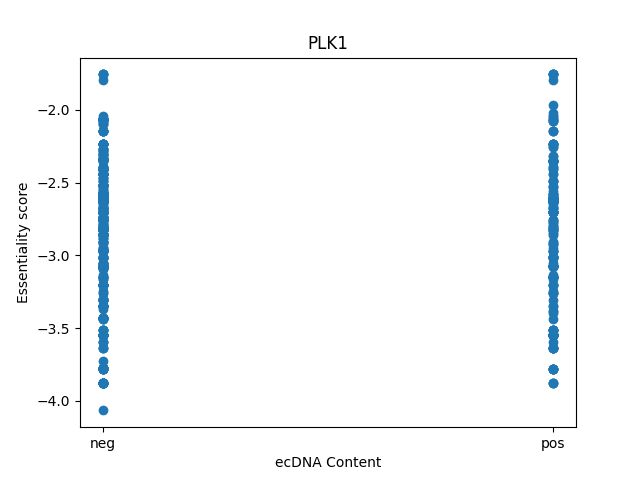 PLK1
Essentiality score
−2.0
−2.5
−3.0
−3.5
−4.0
neg
pos
ecDNA Content